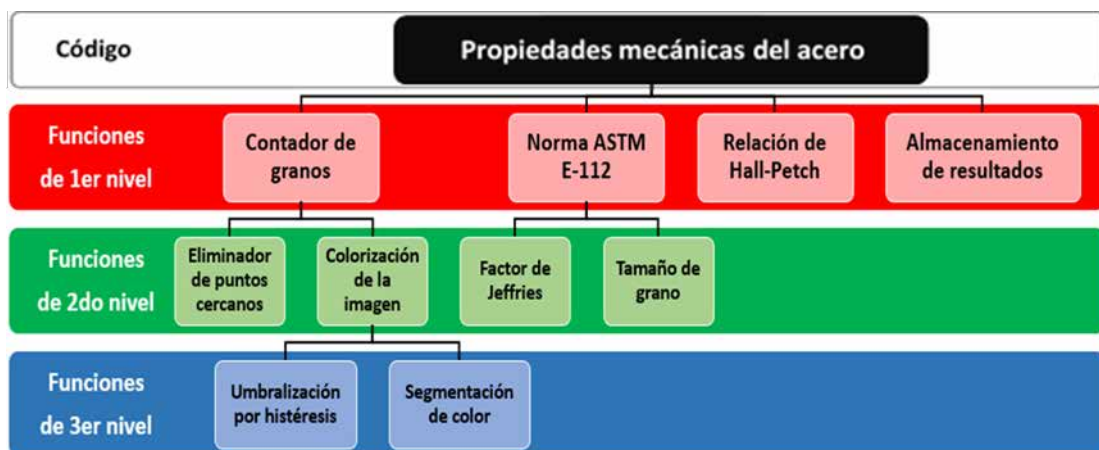 Código
Propiedades mecánicas del acero
Funciones
de 1er nivel
Contador de
granos
Norma ASTM
E-112
Relación de
Hall-Petch
Almacenamiento
de resultados
Funciones
de 2do nivel
Eliminador
de puntos
cercanos
Colorización
de la
imagen
Factor de
Jeffries
Tamaño de
grano
Funciones
de 3er nivel
Umbralización
por histéresis
Segmentación
de color